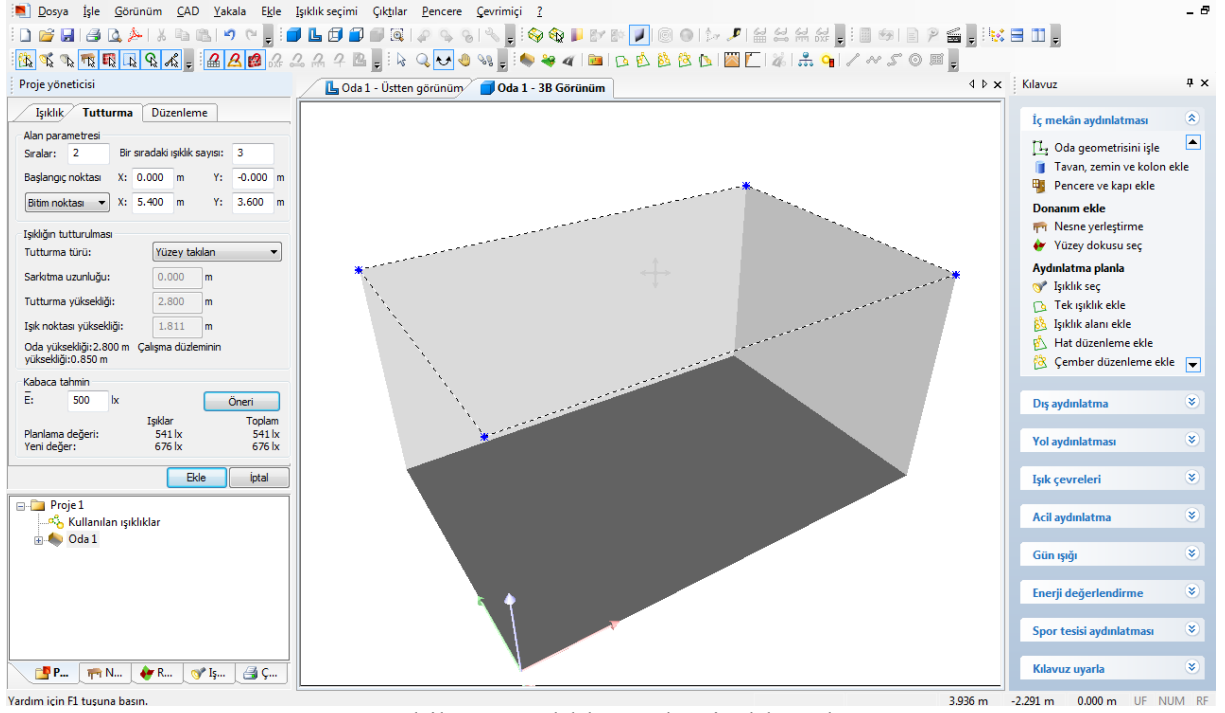 Dosya İşle Görünüm CAD Yakala Ekle Işıklık seçimi Çıktılar Pencere Çevrimiçi ?
Proje yöneticisi
Işıklık Tutturma Düzenleme
Alan parametresi
Sıralar: 2 Bir sıradaki ışıklık sayısı: 3
Başlangıç noktası X: 0.000 m Y: -0.000 m
Bitim noktası X: 5.400 m Y: 3.600 m
Işıklığın tutturulması
Tutturma türü: Yüzey takılan
Sarkıtma uzunluğu: 0.000 m
Tutturma yüksekliği: 2.800 m
Işık noktası yüksekliği: 1.811 m
Oda yüksekliği:2.800 m Çalışma düzleminin
yüksekliği:0.850 m
Kabaca tahmin
E: 500 lx Öneri
Işıklar Toplam
Planlama değeri: 541 lx 541 lx
Yeni değer: 676 lx 676 lx
Ekle İptal
Proje 1
Kullanılan ışıklıklar
Oda 1
P... N... R... Iş... Ç...
Yardım için F1 tuşuna basın.
Oda 1 - Üstten görünüm Oda 1 - 3B Görünüm
Kılavuz
İç mekân aydınlatması
Oda geometrisini işle
Tavan, zemin ve kolon ekle
Pencere ve kapı ekle
Donanım ekle
Nesne yerleştirme
Yüzey dokusu seç
Aydınlatma planla
Işıklık seç
Tek ışıklık ekle
Işıklık alanı ekle
Hat düzenleme ekle
Çember düzenleme ekle
Dış aydınlatma
Yol aydınlatması
Işık çevreleri
Acil aydınlatma
Gün ışığı
Enerji değerlendirme
Spor tesisi aydınlatması
Kılavuz uyarla
3.936 m -2.291 m 0.000 m UF NUM RF